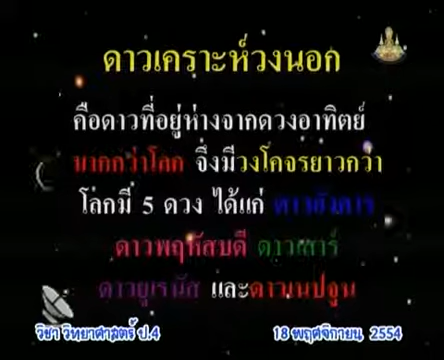 ดาวเคราะห์วงนอก
คือดาวที่อยู่ห่างจากดวงอาทิตย์
มากกว่าโลก จึงมีวงโคจรยาวกว่า
โลกมี 5 ดวง ได้แก่ ดาวอังคาร
ดาวพฤหัสบดี ดาวเสาร์
ดาวยูเรนัส และดาวเนปจูน
วิชา วิทยาศาสตร์ ป.4
18 พฤศจิกายน 2554